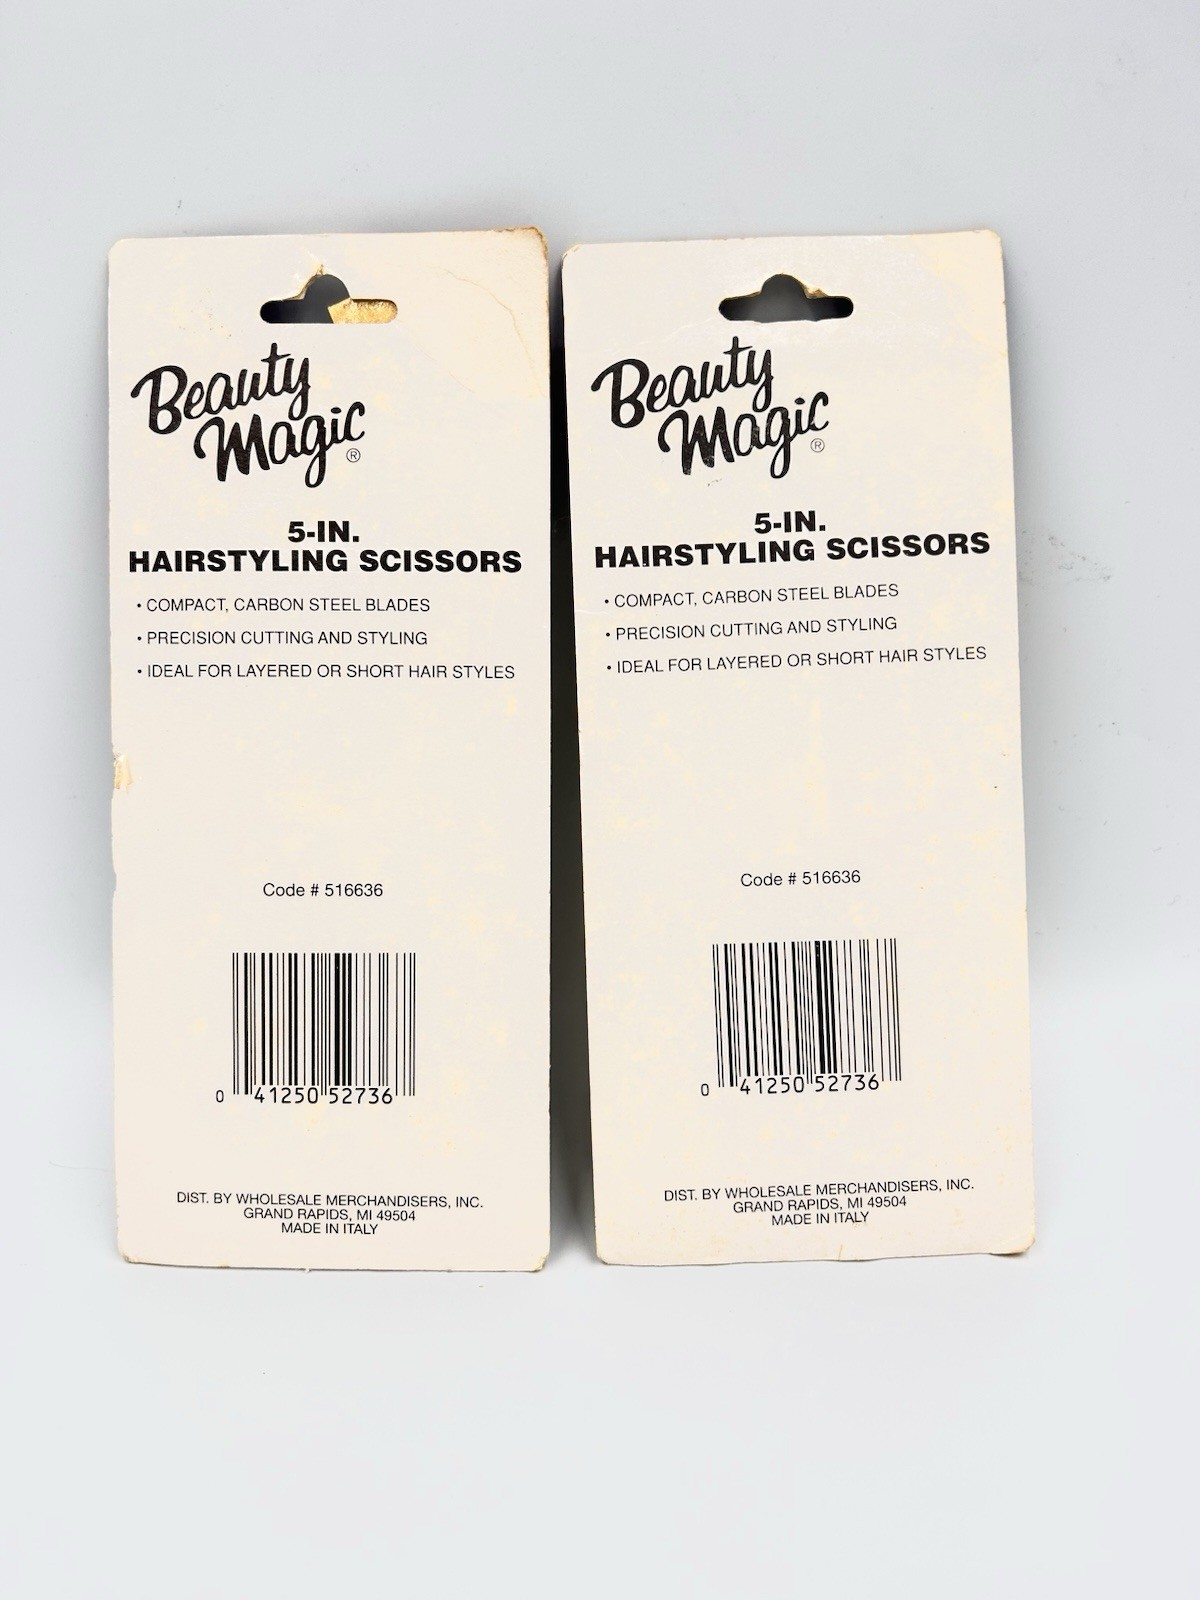 Beauty
Magic®
5-IN.
HAIRSTYLING SCISSORS
• COMPACT, CARBON STEEL BLADES
• PRECISION CUTTING AND STYLING
• IDEAL FOR LAYERED OR SHORT HAIR STYLES
Code # 516636
0 41250 52736
DIST. BY WHOLESALE MERCHANDISERS, INC.
GRAND RAPIDS, MI 49504
MADE IN ITALY
Beauty
Magic®
5-IN.
HAIRSTYLING SCISSORS
• COMPACT, CARBON STEEL BLADES
• PRECISION CUTTING AND STYLING
• IDEAL FOR LAYERED OR SHORT HAIR STYLES
Code # 516636
0 41250 52736
DIST. BY WHOLESALE MERCHANDISERS, INC.
GRAND RAPIDS, MI 49504
MADE IN ITALY